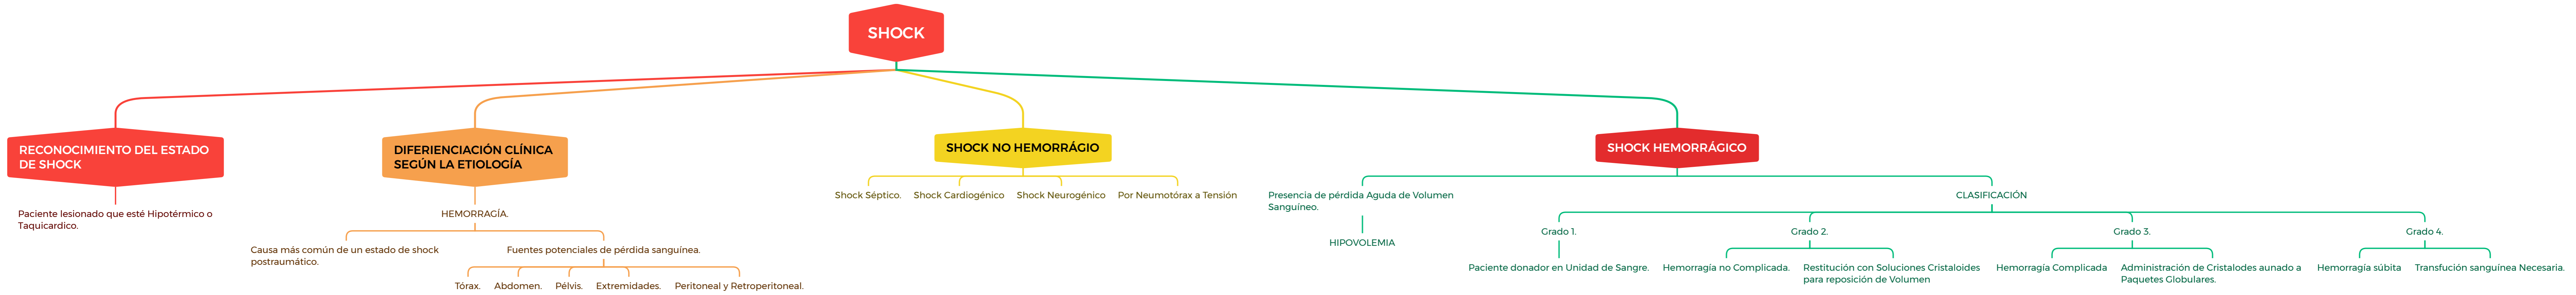 SHOCK
RECONOCIMIENTO DEL ESTADO
DE SHOCK
Paciente lesionado que esté Hipotérmico o
Taquicardico.
DIFERIENCIACIÓN CLÍNICA
SEGÚN LA ETIOLOGÍA
HEMORRAGÍA.
Causa más común de un estado de shock
postraumático.
Fuentes potenciales de pérdida sanguínea.
Tórax.
Abdomen.
Pélvis.
Extremidades.
Peritoneal y Retroperitoneal.
SHOCK NO HEMORRÁGIO
Shock Séptico.
Shock Cardiogénico
Shock Neurogénico
Por Neumotórax a Tensión
SHOCK HEMORRÁGICO
Presencia de pérdida Aguda de Volumen
Sanguíneo.
HIPOVOLEMIA
CLASIFICACIÓN
Grado 1.
Paciente donador en Unidad de Sangre.
Grado 2.
Hemorragía no Complicada.
Restitución con Soluciones Cristaloides
para reposición de Volumen
Grado 3.
Hemorragía Complicada
Administración de Cristalodes aunado a
Paquetes Globulares.
Grado 4.
Hemorragía súbita
Transfución sanguínea Necesaria.